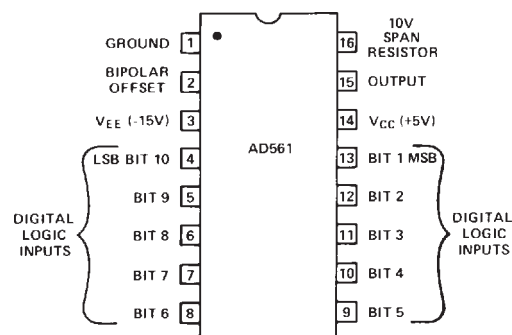 GROUND 1
BIPOLAR
OFFSET 2
VEE (-15V) 3
LSB BIT 10 4
BIT 9 5
BIT 8 6
BIT 7 7
BIT 6 8
DIGITAL
LOGIC
INPUTS
AD561
10V
SPAN
RESISTOR
16
15 OUTPUT
14 VCC (+5V)
13 BIT 1 MSB
12 BIT 2
11 BIT 3
10 BIT 4
9 BIT 5
DIGITAL
LOGIC
INPUTS